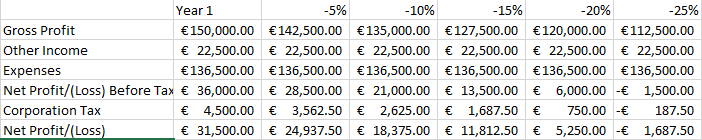 Year 1 -5% -10% -15% -20% -25%
Gross Profit €150,000.00 €142,500.00 €135,000.00 €127,500.00 €120,000.00 €112,500.00
Other Income € 22,500.00 € 22,500.00 € 22,500.00 € 22,500.00 € 22,500.00 € 22,500.00
Expenses €136,500.00 €136,500.00 €136,500.00 €136,500.00 €136,500.00 €136,500.00
Net Profit/(Loss) Before Tax € 36,000.00 € 28,500.00 € 21,000.00 € 13,500.00 € 6,000.00 -€ 1,500.00
Corporation Tax € 4,500.00 € 3,562.50 € 2,625.00 € 1,687.50 € 750.00 -€ 187.50
Net Profit/(Loss) € 31,500.00 € 24,937.50 € 18,375.00 € 11,812.50 € 5,250.00 -€ 1,687.50